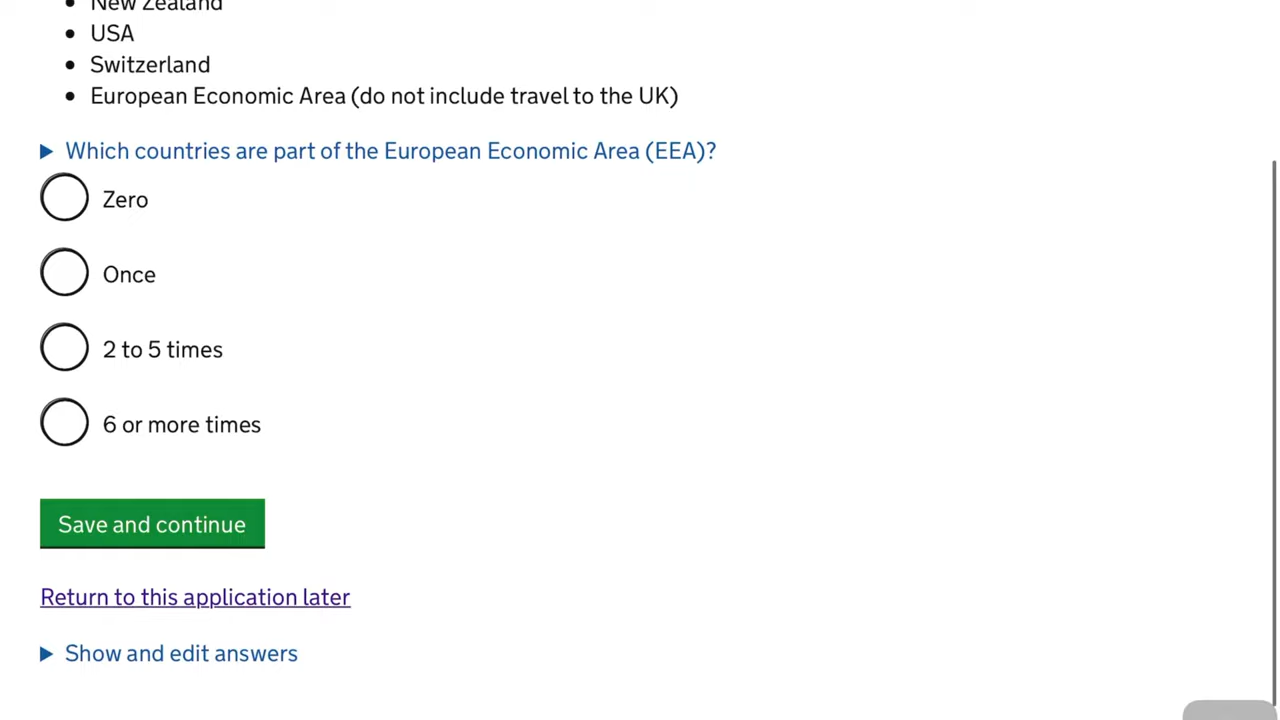 New Zealand
USA
Switzerland
European Economic Area (do not include travel to the UK)
Which countries are part of the European Economic Area (EEA)?
Zero
Once
2 to 5 times
6 or more times
Save and continue
Return to this application later
Show and edit answers